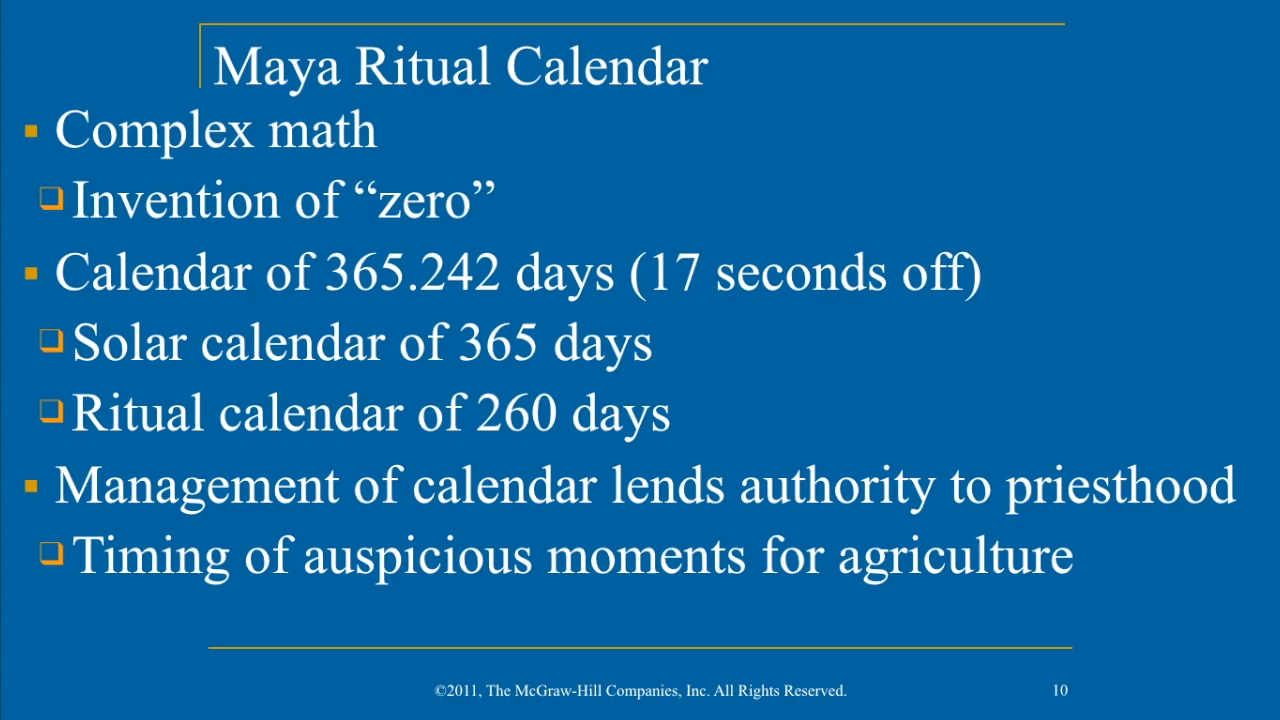 Maya Ritual Calendar
Complex math
Invention of “zero”
Calendar of 365.242 days (17 seconds off)
Solar calendar of 365 days
Ritual calendar of 260 days
Management of calendar lends authority to priesthood
Timing of auspicious moments for agriculture
©2011, The McGraw-Hill Companies, Inc. All Rights Reserved.
10